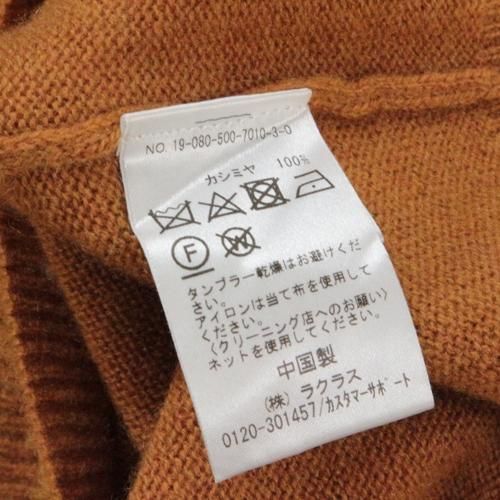 NO. 19-080-500-7010-3-0
カシミヤ 100%
F
W
タンブラー乾燥はお避けくだ
さい。
アイロンは当て布を使用して
ください。
〈クリーニング店へのお願い〉
ネットを使用してください。
中国製
(株) ラクラス
0120-301457/カスタマーサポート